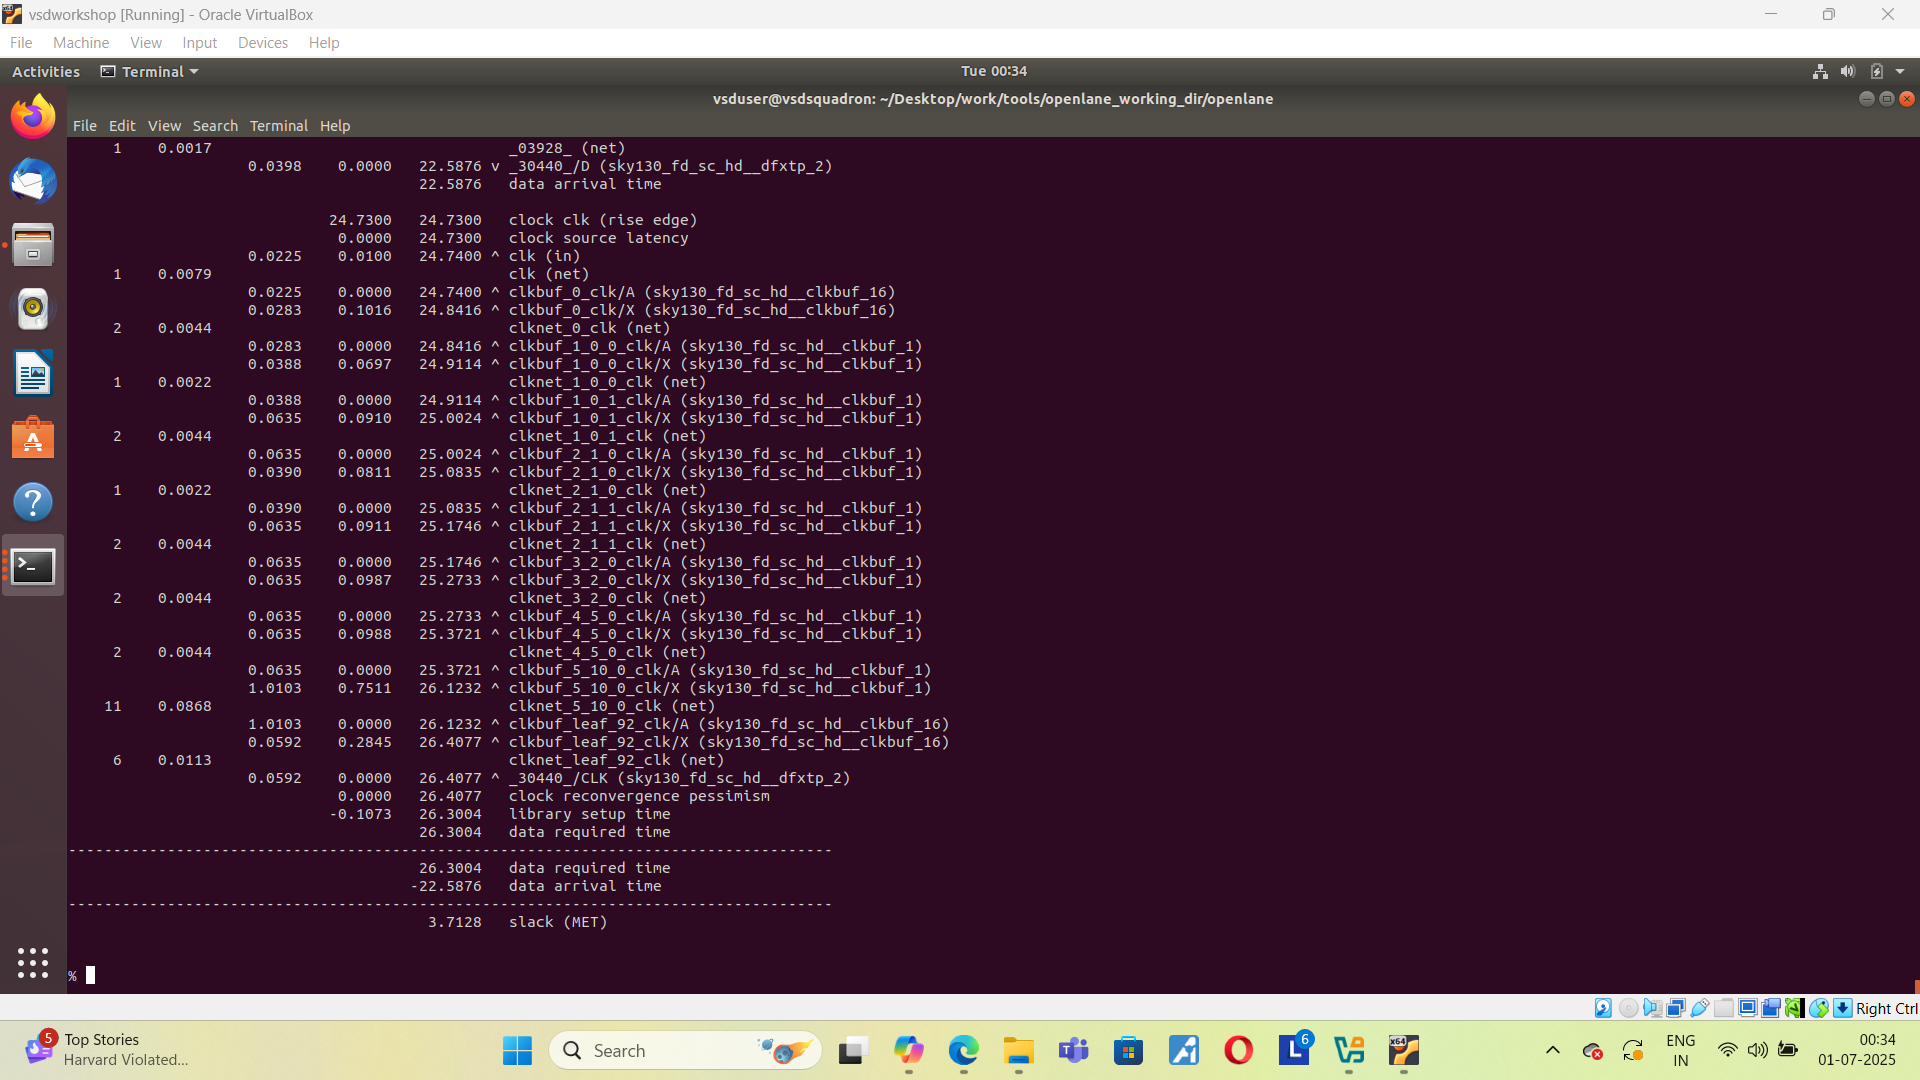 vsdworkshop [Running] - Oracle VirtualBox
File Machine View Input Devices Help
Activities Terminal Tue 00:34
vsduser@vsdsquadron: ~/Desktop/work/tools/openlane_working_dir/openlane
File Edit View Search Terminal Help
1 0.0017 _03928_ (net)
0.0398 0.0000 22.5876 v _30440_/D (sky130_fd_sc_hd__dfxtp_2)
22.5876 data arrival time
24.7300 24.7300 clock clk (rise edge)
0.0000 24.7300 clock source latency
0.0225 0.0100 24.7400 ^ clk (in)
1 0.0079 clk (net)
0.0225 0.0000 24.7400 ^ clkbuf_0_clk/A (sky130_fd_sc_hd__clkbuf_16)
0.0283 0.1016 24.8416 ^ clkbuf_0_clk/X (sky130_fd_sc_hd__clkbuf_16)
2 0.0044 clknet_0_clk (net)
0.0283 0.0000 24.8416 ^ clkbuf_1_0_0_clk/A (sky130_fd_sc_hd__clkbuf_1)
0.0388 0.0697 24.9114 ^ clkbuf_1_0_0_clk/X (sky130_fd_sc_hd__clkbuf_1)
1 0.0022 clknet_1_0_0_clk (net)
0.0388 0.0000 24.9114 ^ clkbuf_1_0_1_clk/A (sky130_fd_sc_hd__clkbuf_1)
0.0635 0.0910 25.0024 ^ clkbuf_1_0_1_clk/X (sky130_fd_sc_hd__clkbuf_1)
2 0.0044 clknet_1_0_1_clk (net)
0.0635 0.0000 25.0024 ^ clkbuf_2_1_0_clk/A (sky130_fd_sc_hd__clkbuf_1)
0.0390 0.0811 25.0835 ^ clkbuf_2_1_0_clk/X (sky130_fd_sc_hd__clkbuf_1)
1 0.0022 clknet_2_1_0_clk (net)
0.0390 0.0000 25.0835 ^ clkbuf_2_1_1_clk/A (sky130_fd_sc_hd__clkbuf_1)
0.0635 0.0911 25.1746 ^ clkbuf_2_1_1_clk/X (sky130_fd_sc_hd__clkbuf_1)
2 0.0044 clknet_2_1_1_clk (net)
0.0635 0.0000 25.1746 ^ clkbuf_3_2_0_clk/A (sky130_fd_sc_hd__clkbuf_1)
0.0635 0.0987 25.2733 ^ clkbuf_3_2_0_clk/X (sky130_fd_sc_hd__clkbuf_1)
2 0.0044 clknet_3_2_0_clk (net)
0.0635 0.0000 25.2733 ^ clkbuf_4_5_0_clk/A (sky130_fd_sc_hd__clkbuf_1)
0.0635 0.0988 25.3721 ^ clkbuf_4_5_0_clk/X (sky130_fd_sc_hd__clkbuf_1)
2 0.0044 clknet_4_5_0_clk (net)
0.0635 0.0000 25.3721 ^ clkbuf_5_10_0_clk/A (sky130_fd_sc_hd__clkbuf_1)
1.0103 0.7511 26.1232 ^ clkbuf_5_10_0_clk/X (sky130_fd_sc_hd__clkbuf_1)
11 0.0868 clknet_5_10_0_clk (net)
1.0103 0.0000 26.1232 ^ clkbuf_leaf_92_clk/A (sky130_fd_sc_hd__clkbuf_16)
0.0592 0.2845 26.4077 ^ clkbuf_leaf_92_clk/X (sky130_fd_sc_hd__clkbuf_16)
6 0.0113 clknet_leaf_92_clk (net)
0.0592 0.0000 26.4077 ^ _30440_/CLK (sky130_fd_sc_hd__dfxtp_2)
0.0000 26.4077 clock reconvergence pessimism
-0.1073 26.3004 library setup time
26.3004 data required time
-------------------------------------------------------------------------------------
26.3004 data required time
-22.5876 data arrival time
-------------------------------------------------------------------------------------
3.7128 slack (MET)
%
Right Ctrl
5 Top Stories
Harvard Violated...
Search
6
ENG
IN
00:34
01-07-2025